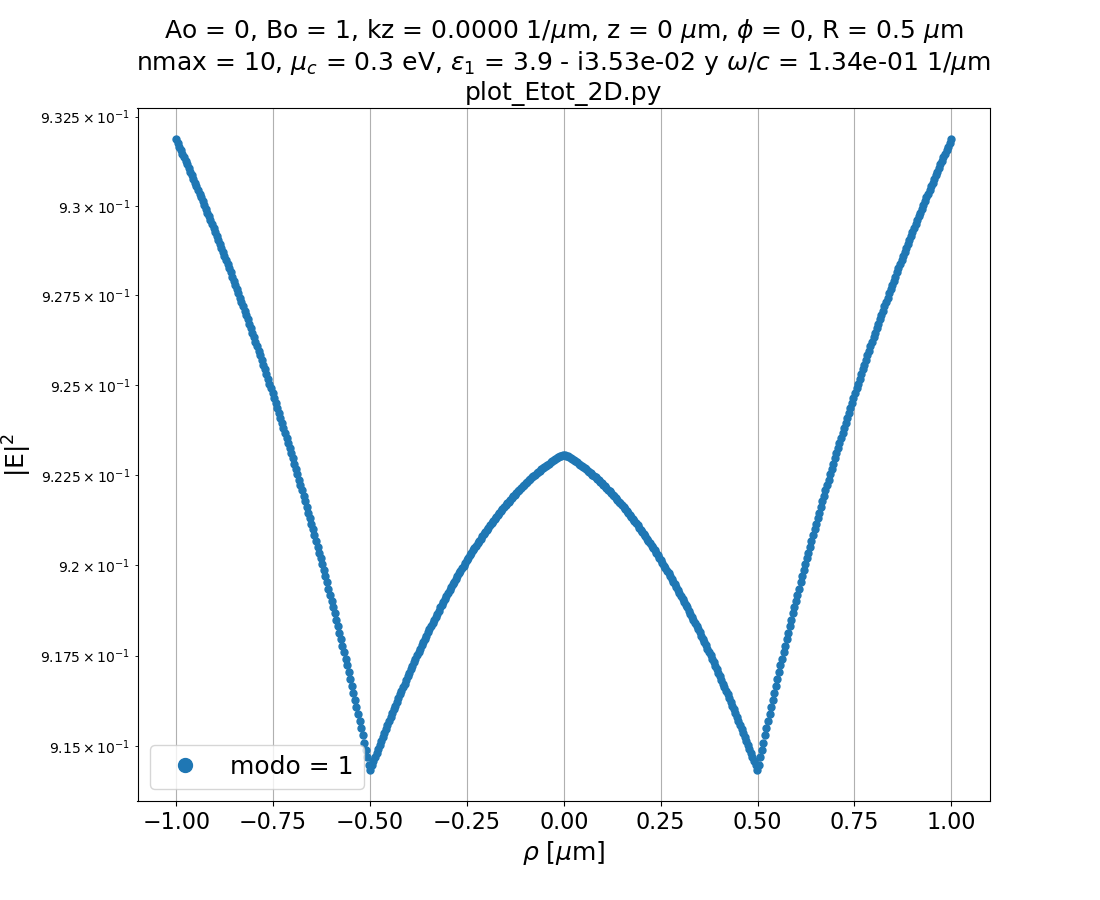 Ao = 0, Bo = 1, kz = 0.0000 1/μm, z = 0 μm, ϕ = 0, R = 0.5 μm
nmax = 10, μ_c = 0.3 eV, ε₁ = 3.9 - i3.53e-02 y ω/c = 1.34e-01 1/μm
plot_Etot_2D.py
9.325 × 10⁻¹
9.3 × 10⁻¹
9.275 × 10⁻¹
9.25 × 10⁻¹
9.225 × 10⁻¹
9.2 × 10⁻¹
9.175 × 10⁻¹
9.15 × 10⁻¹
|E|²
modo = 1
−1.00 −0.75 −0.50 −0.25 0.00 0.25 0.50 0.75 1.00
ρ [μm]